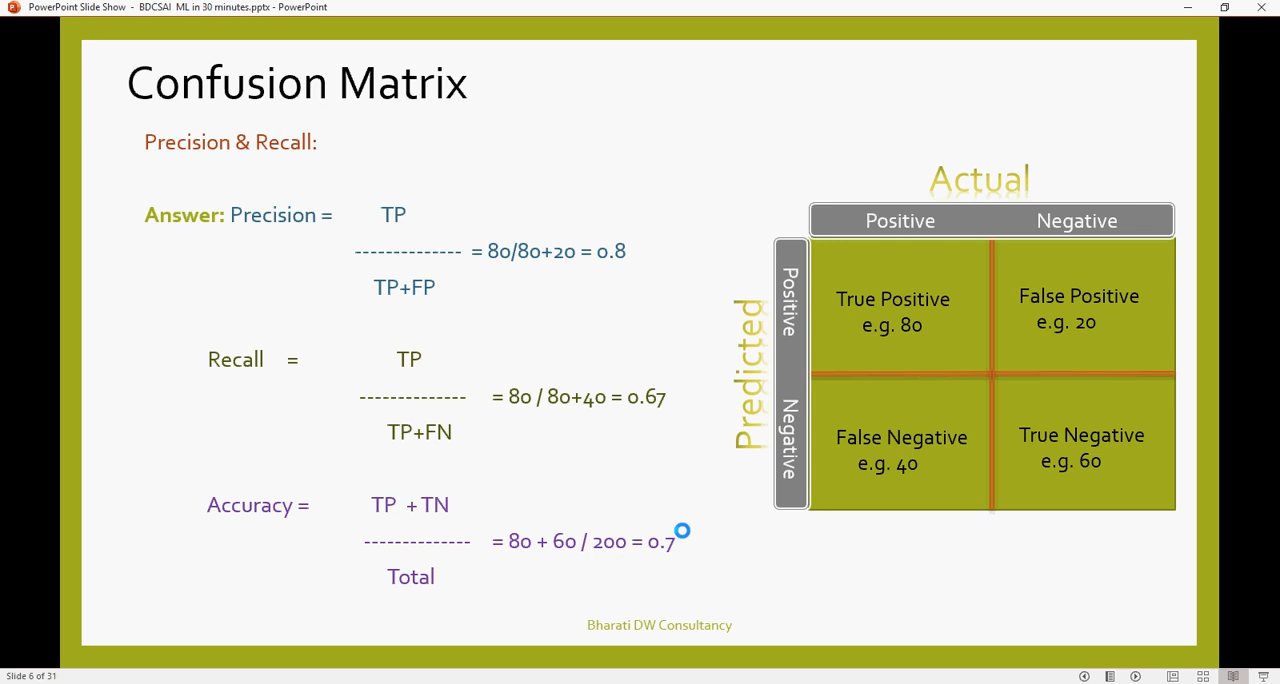 PowerPoint Slide Show - BDCSAI ML in 30 minutes.pptx - PowerPoint
Confusion Matrix
Precision & Recall:
Answer: Precision = TP
-------------- = 80/80+20 = 0.8
TP+FP
Recall = TP
-------------- = 80 / 80+40 = 0.67
TP+FN
Accuracy = TP + TN
-------------- = 80 + 60 / 200 = 0.7
Total
Actual
Positive Negative
Predicted
Positive
Negative
True Positive
e.g. 80
False Positive
e.g. 20
False Negative
e.g. 40
True Negative
e.g. 60
Bharati DW Consultancy
Slide 6 of 31